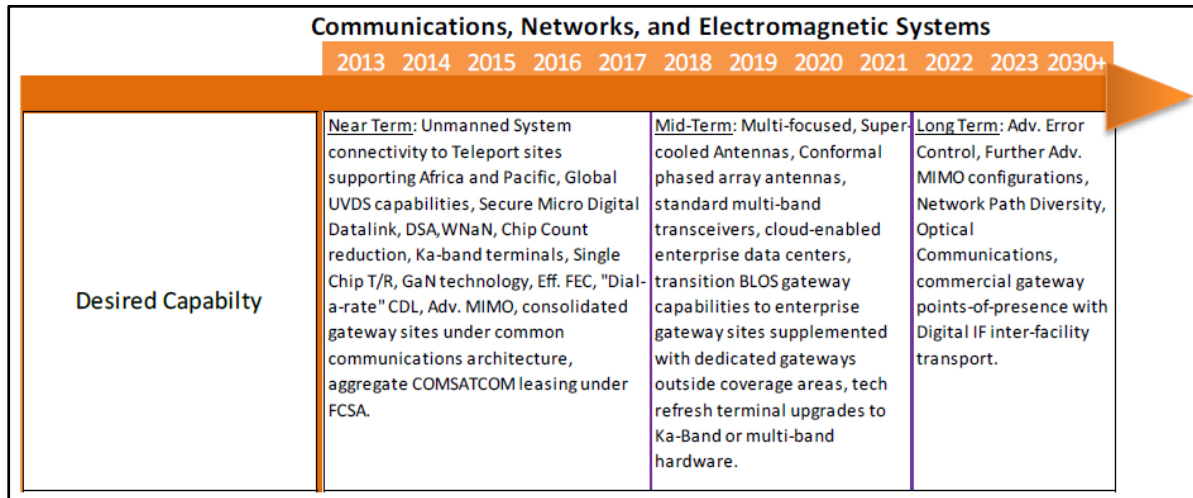 Communications, Networks, and Electromagnetic Systems
2013 2014 2015 2016 2017 2018 2019 2020 2021 2022 2023 2030+
Desired Capabilty
Near Term: Unmanned System
connectivity to Teleport sites
supporting Africa and Pacific, Global
UVDS capabilities, Secure Micro Digital
Datalink, DSA,WNaN, Chip Count
reduction, Ka-band terminals, Single
Chip T/R, GaN technology, Eff. FEC, "Dial-
a-rate" CDL, Adv. MIMO, consolidated
gateway sites under common
communications architecture,
aggregate COMSATCOM leasing under
FCSA.
Mid-Term: Multi-focused, Super-
cooled Antennas, Conformal
phased array antennas,
standard multi-band
transceivers, cloud-enabled
enterprise data centers,
transition BLOS gateway
capabilities to enterprise
gateway sites supplemented
with dedicated gateways
outside coverage areas, tech
refresh terminal upgrades to
Ka-Band or multi-band
hardware.
Long Term: Adv. Error
Control, Further Adv.
MIMO configurations,
Network Path Diversity,
Optical
Communications,
commercial gateway
points-of-presence with
Digital IF inter-facility
transport.